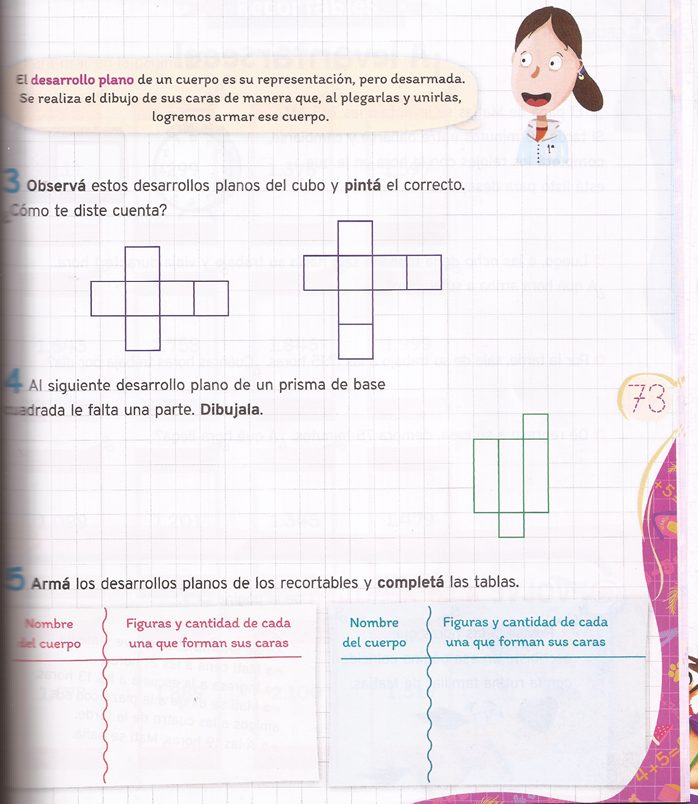 El desarrollo plano de un cuerpo es su representación, pero desarmada.
Se realiza el dibujo de sus caras de manera que, al plegarlas y unirlas,
logremos armar ese cuerpo.
3 Observá estos desarrollos planos del cubo y pintá el correcto.
¿Cómo te diste cuenta?
4 Al siguiente desarrollo plano de un prisma de base
cuadrada le falta una parte. Dibujala.
73
5 Armá los desarrollos planos de los recortables y completá las tablas.
Nombre
del cuerpo
Figuras y cantidad de cada
una que forman sus caras
Nombre
del cuerpo
Figuras y cantidad de cada
una que forman sus caras
+5
4+5=